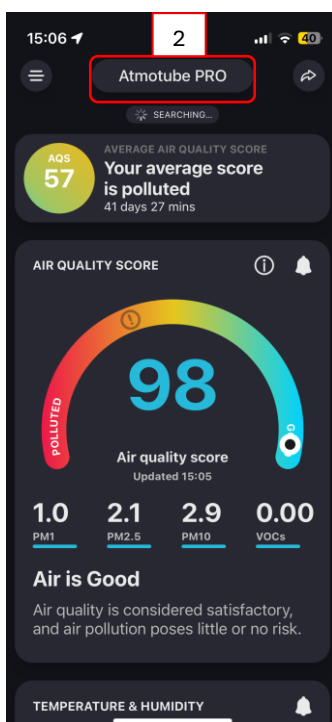 15:06
2
40
Atmotube PRO
SEARCHING...
AQS
57
AVERAGE AIR QUALITY SCORE
Your average score
is polluted
41 days 27 mins
AIR QUALITY SCORE
POLLUTED
98
G
Air quality score
Updated 15:05
1.0 2.1 2.9 0.00
PM1 PM2.5 PM10 VOCs
Air is Good
Air quality is considered satisfactory,
and air pollution poses little or no risk.
TEMPERATURE & HUMIDITY